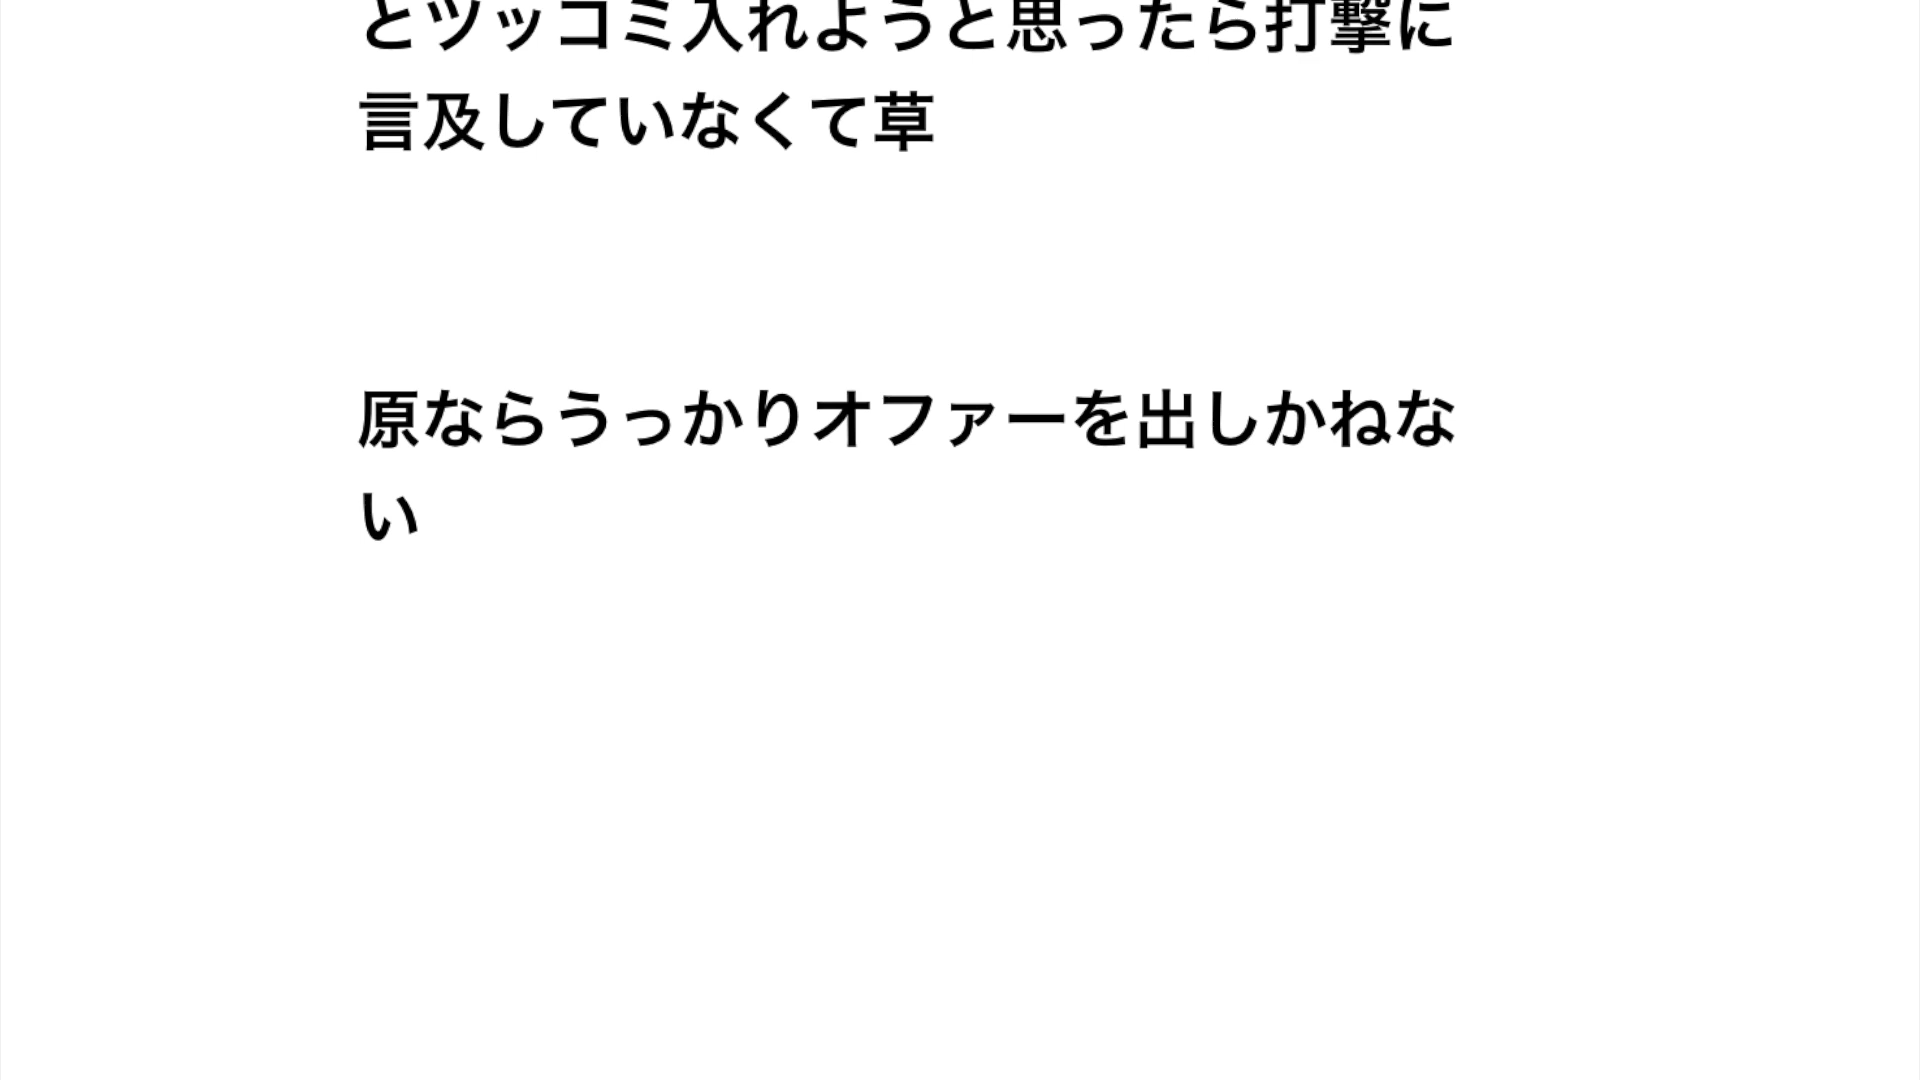 とツッコミ入れようと思ったら打撃に
言及していなくて草
原ならうっかりオファーを出しかねな
い